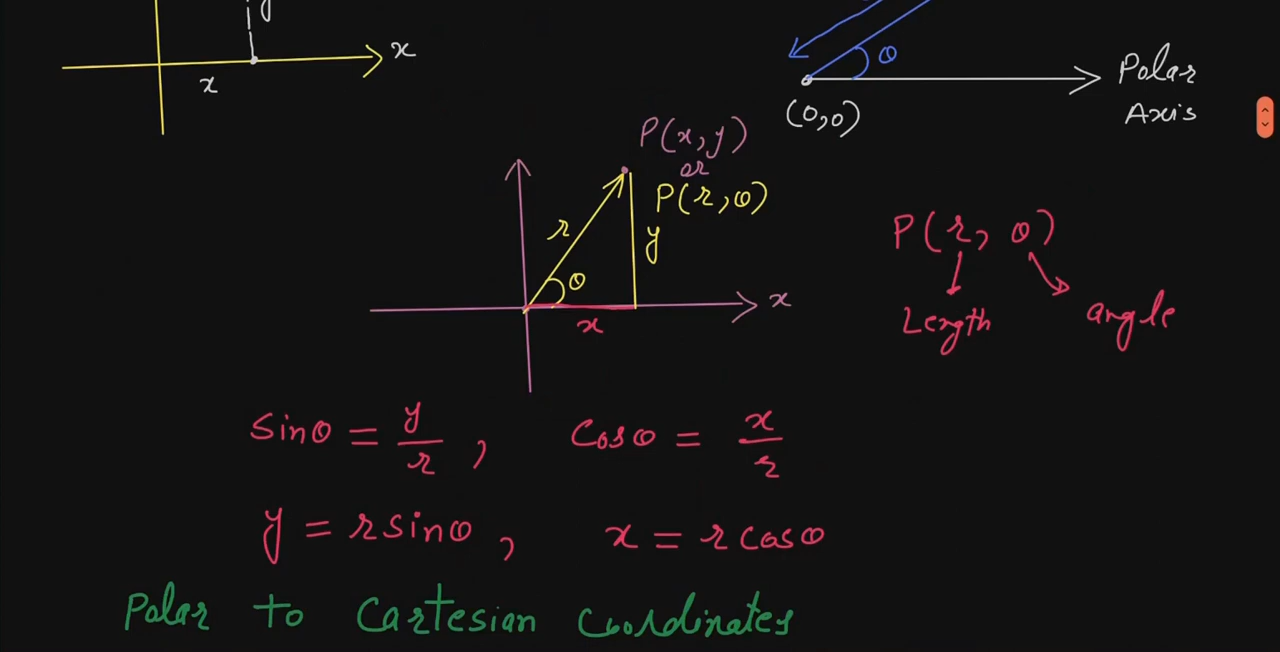 y
x
x
θ
Polar
Axis
(0,0)
P(x, y)
or
P(r, θ)
r
θ
y
x
x
P(r, θ)
Length
angle
Sinθ = y/r , Cosθ = x/r
y = r sinθ , x = r cosθ
Polar to Cartesian Coordinates